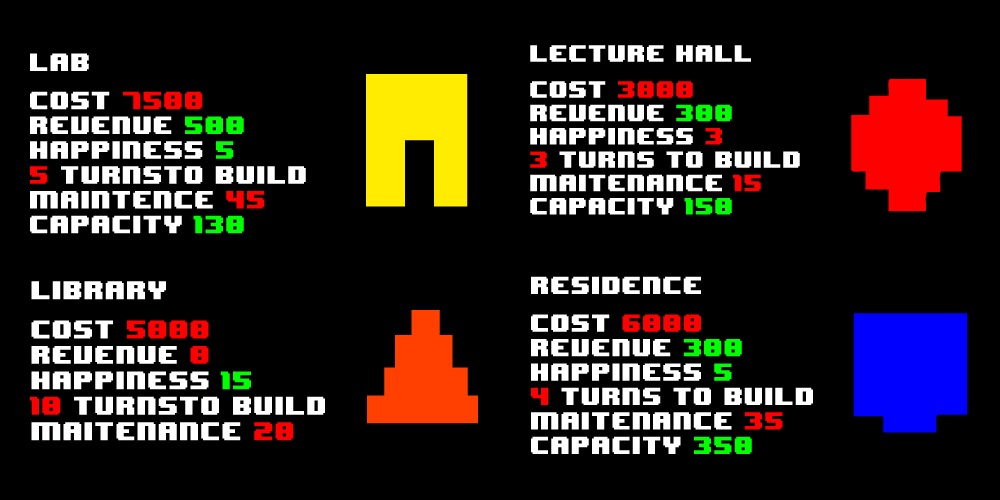 LAB
COST 7500
REVENUE 500
HAPPINESS 5
5 TURNSTO BUILD
MAINTENCE 45
CAPACITY 130
LECTURE HALL
COST 3000
REVENUE 300
HAPPINESS 3
3 TURNS TO BUILD
MAITENANCE 15
CAPACITY 150
LIBRARY
COST 5000
REVENUE 0
HAPPINESS 15
10 TURNSTO BUILD
MAITENANCE 20
RESIDENCE
COST 6000
REVENUE 300
HAPPINESS 5
4 TURNS TO BUILD
MAITENANCE 35
CAPACITY 350